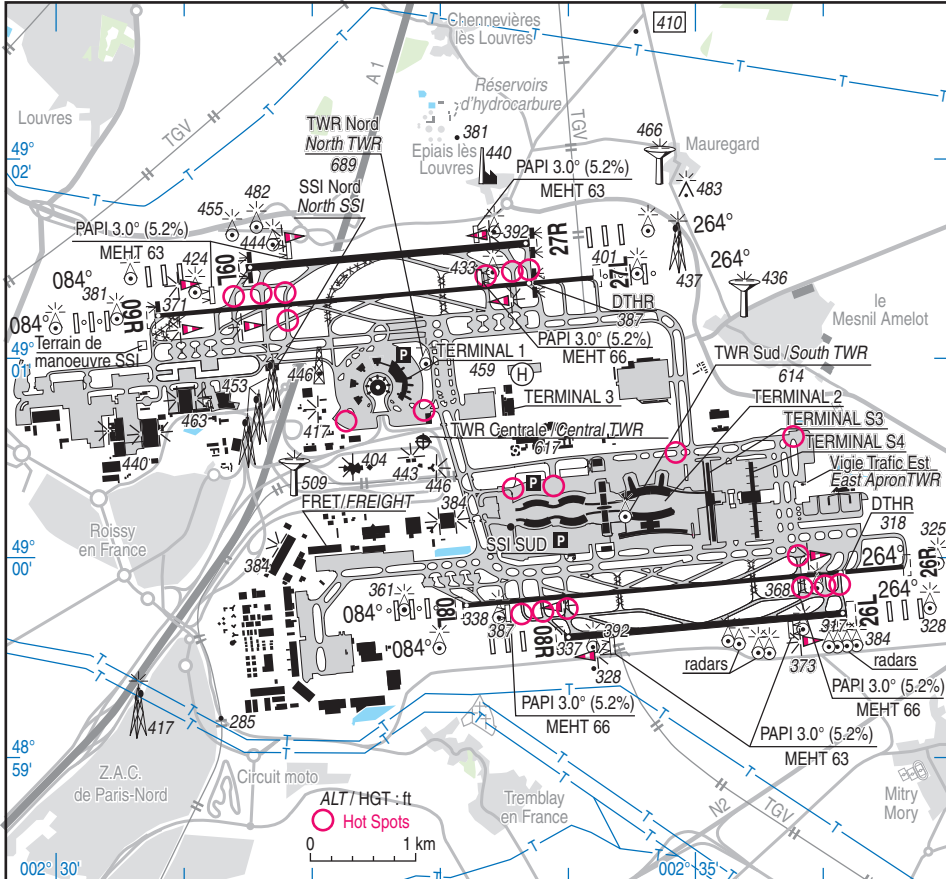 Chennevières
lès Louvres
410
A 1
Louvres
TGV
Réservoirs
d'hydrocarbure
TGV
TWR Nord
North TWR
689
381
466
49°
02'
Epiais lès
Louvres
440
Mauregard
SSI Nord
North SSI
PAPI 3.0° (5.2%)
MEHT 63
483
482
455
PAPI 3.0° (5.2%)
MEHT 63
444
392
27R
264°
264°
437
424
09L
084°
433
401
27L
436
381
371
09R
084°
DTHR
387
le
Mesnil Amelot
Terrain de
manoeuvre SSI
PAPI 3.0° (5.2%)
MEHT 66
49°
01'
P
TERMINAL 1
459
H
TWR Sud / South TWR
614
446
453
TERMINAL 3
TERMINAL 2
463
417
TERMINAL S3
TWR Centrale / Central TWR
617
TERMINAL S4
440
404
443
446
Vigie Trafic Est
East Apron TWR
509
FRET/FREIGHT
384
P
DTHR
318
Roissy
en France
SSI SUD
P
325
49°
00'
384
264°
26R
361
084°
08L
338
368
264°
26L
387
08R
084°
337
392
317
384
328
328
radars
373
radars
PAPI 3.0° (5.2%)
MEHT 66
PAPI 3.0° (5.2%)
MEHT 66
417
285
PAPI 3.0° (5.2%)
MEHT 63
48°
59'
Z.A.C.
de Paris-Nord
Circuit moto
Tremblay
en France
N2
TGV
Mitry
Mory
ALT / HGT : ft
Hot Spots
0
1 km
002° 30'
002° 35'